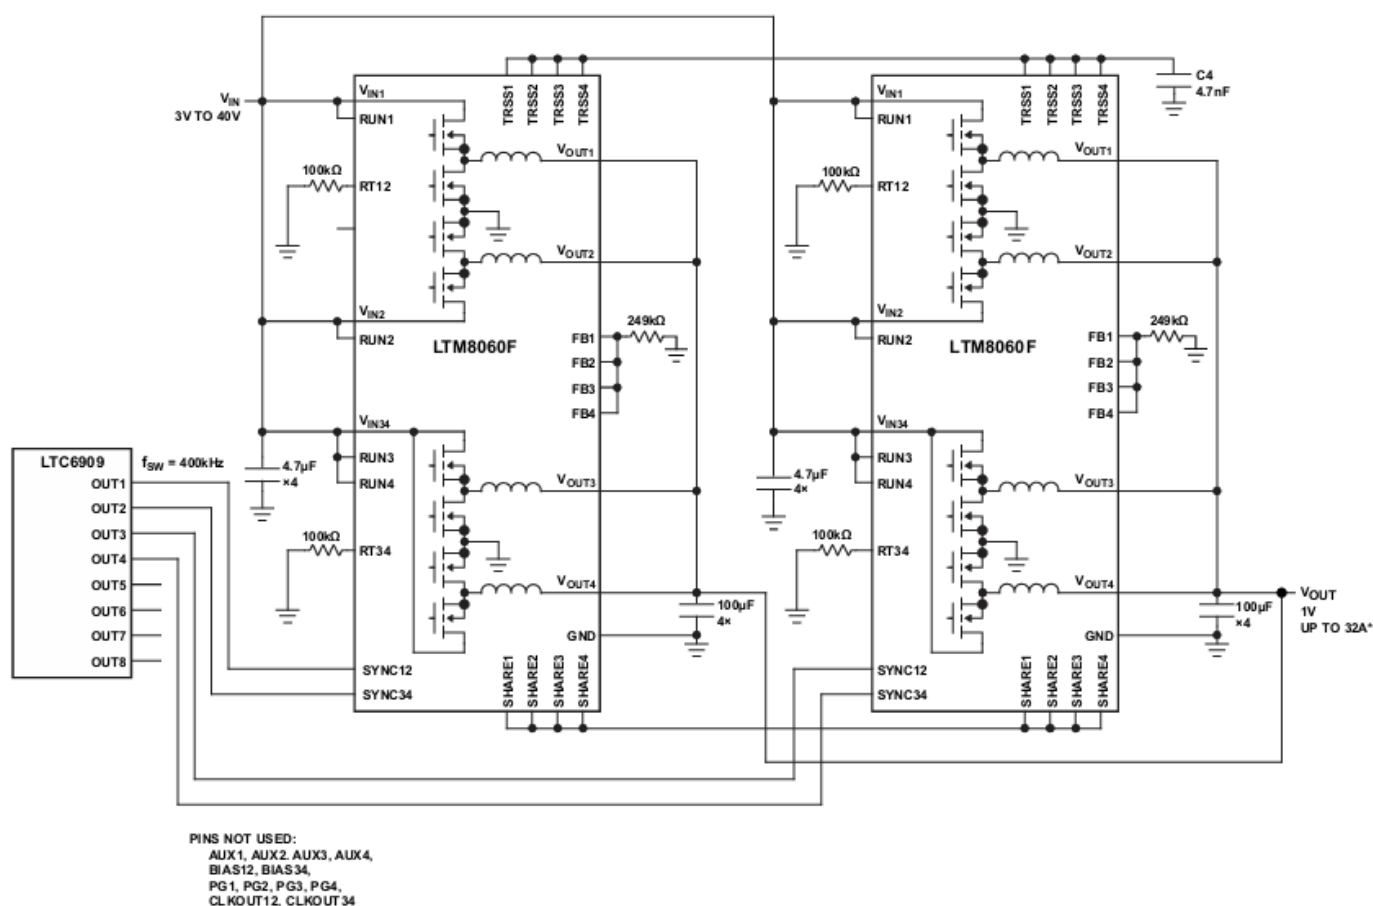 TRSS1
TRSS2
TRSS3
TRSS4
TRSS1
TRSS2
TRSS3
TRSS4
C4
4.7nF
VIN
3V TO 40V
VIN1
RUN1
VOUT1
100kΩ
RT12
VOUT2
VIN2
RUN2
LTM8060F
FB1
FB2
FB3
FB4
249kΩ
VIN34
RUN3
RUN4
4.7µF
×4
VOUT3
100kΩ
RT34
VOUT4
100µF
4×
GND
SYNC12
SYNC34
SHARE1
SHARE2
SHARE3
SHARE4
VIN1
RUN1
VOUT1
100kΩ
RT12
VOUT2
VIN2
RUN2
LTM8060F
FB1
FB2
FB3
FB4
249kΩ
VIN34
RUN3
RUN4
4.7µF
4×
VOUT3
100kΩ
RT34
VOUT4
VOUT
1V
UP TO 32A*
100µF
×4
GND
SYNC12
SYNC34
SHARE1
SHARE2
SHARE3
SHARE4
LTC6909
fSW = 400kHz
OUT1
OUT2
OUT3
OUT4
OUT5
OUT6
OUT7
OUT8
PINS NOT USED:
AUX1, AUX2. AUX3, AUX4,
BIAS12, BIAS34,
PG1, PG2, PG3, PG4,
CLKOUT12, CLKOUT34